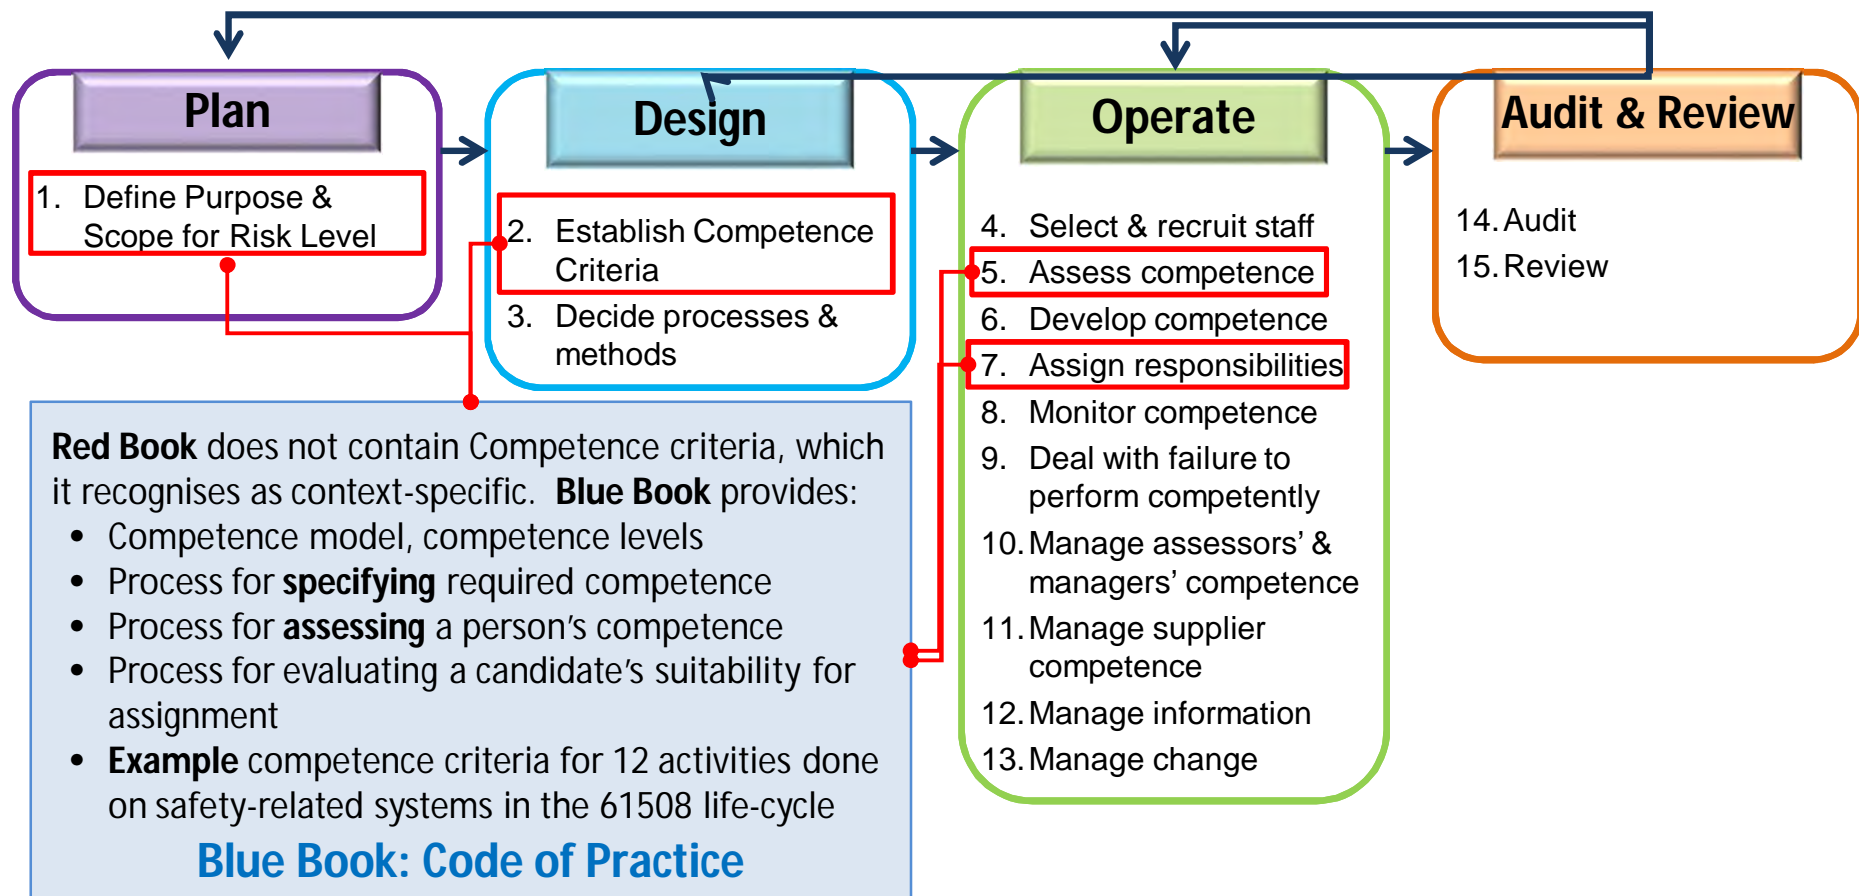 Plan
1. Define Purpose &
Scope for Risk Level
Design
2. Establish Competence
Criteria
3. Decide processes &
methods
Operate
4. Select & recruit staff
5. Assess competence
6. Develop competence
7. Assign responsibilities
8. Monitor competence
9. Deal with failure to
perform competently
10. Manage assessors’ &
managers’ competence
11. Manage supplier
competence
12. Manage information
13. Manage change
Audit & Review
14. Audit
15. Review
Red Book does not contain Competence criteria, which
it recognises as context-specific. Blue Book provides:
• Competence model, competence levels
• Process for specifying required competence
• Process for assessing a person’s competence
• Process for evaluating a candidate’s suitability for
assignment
• Example competence criteria for 12 activities done
on safety-related systems in the 61508 life-cycle
Blue Book: Code of Practice